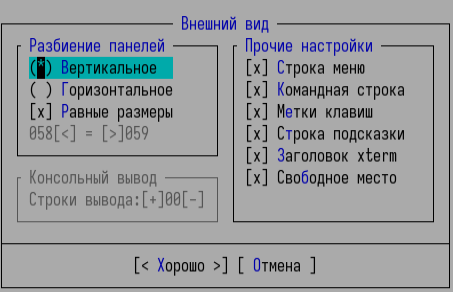 Внешний вид
Разбиение панелей
(*) Вертикальное
( ) Горизонтальное
[x] Равные размеры
058[<] = [>]059
Консольный вывод
Строки вывода:[+]00[-]
Прочие настройки
[x] Строка меню
[x] Командная строка
[x] Метки клавиш
[x] Строка подсказки
[x] Заголовок xterm
[x] Свободное место
[< Хорошо >] [ Отмена ]